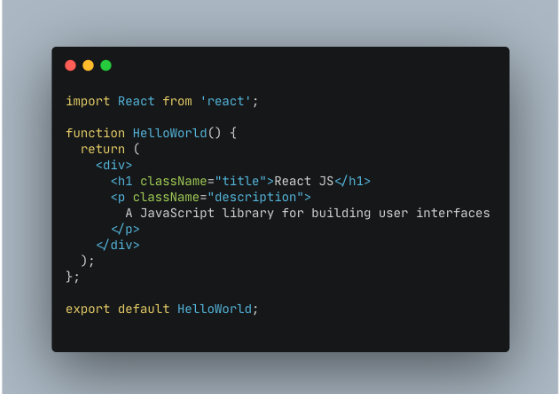 import React from 'react';
function HelloWorld() {
return (
<div>
<h1 className="title">React JS</h1>
<p className="description">
A JavaScript library for building user interfaces
</p>
</div>
);
};
export default HelloWorld;